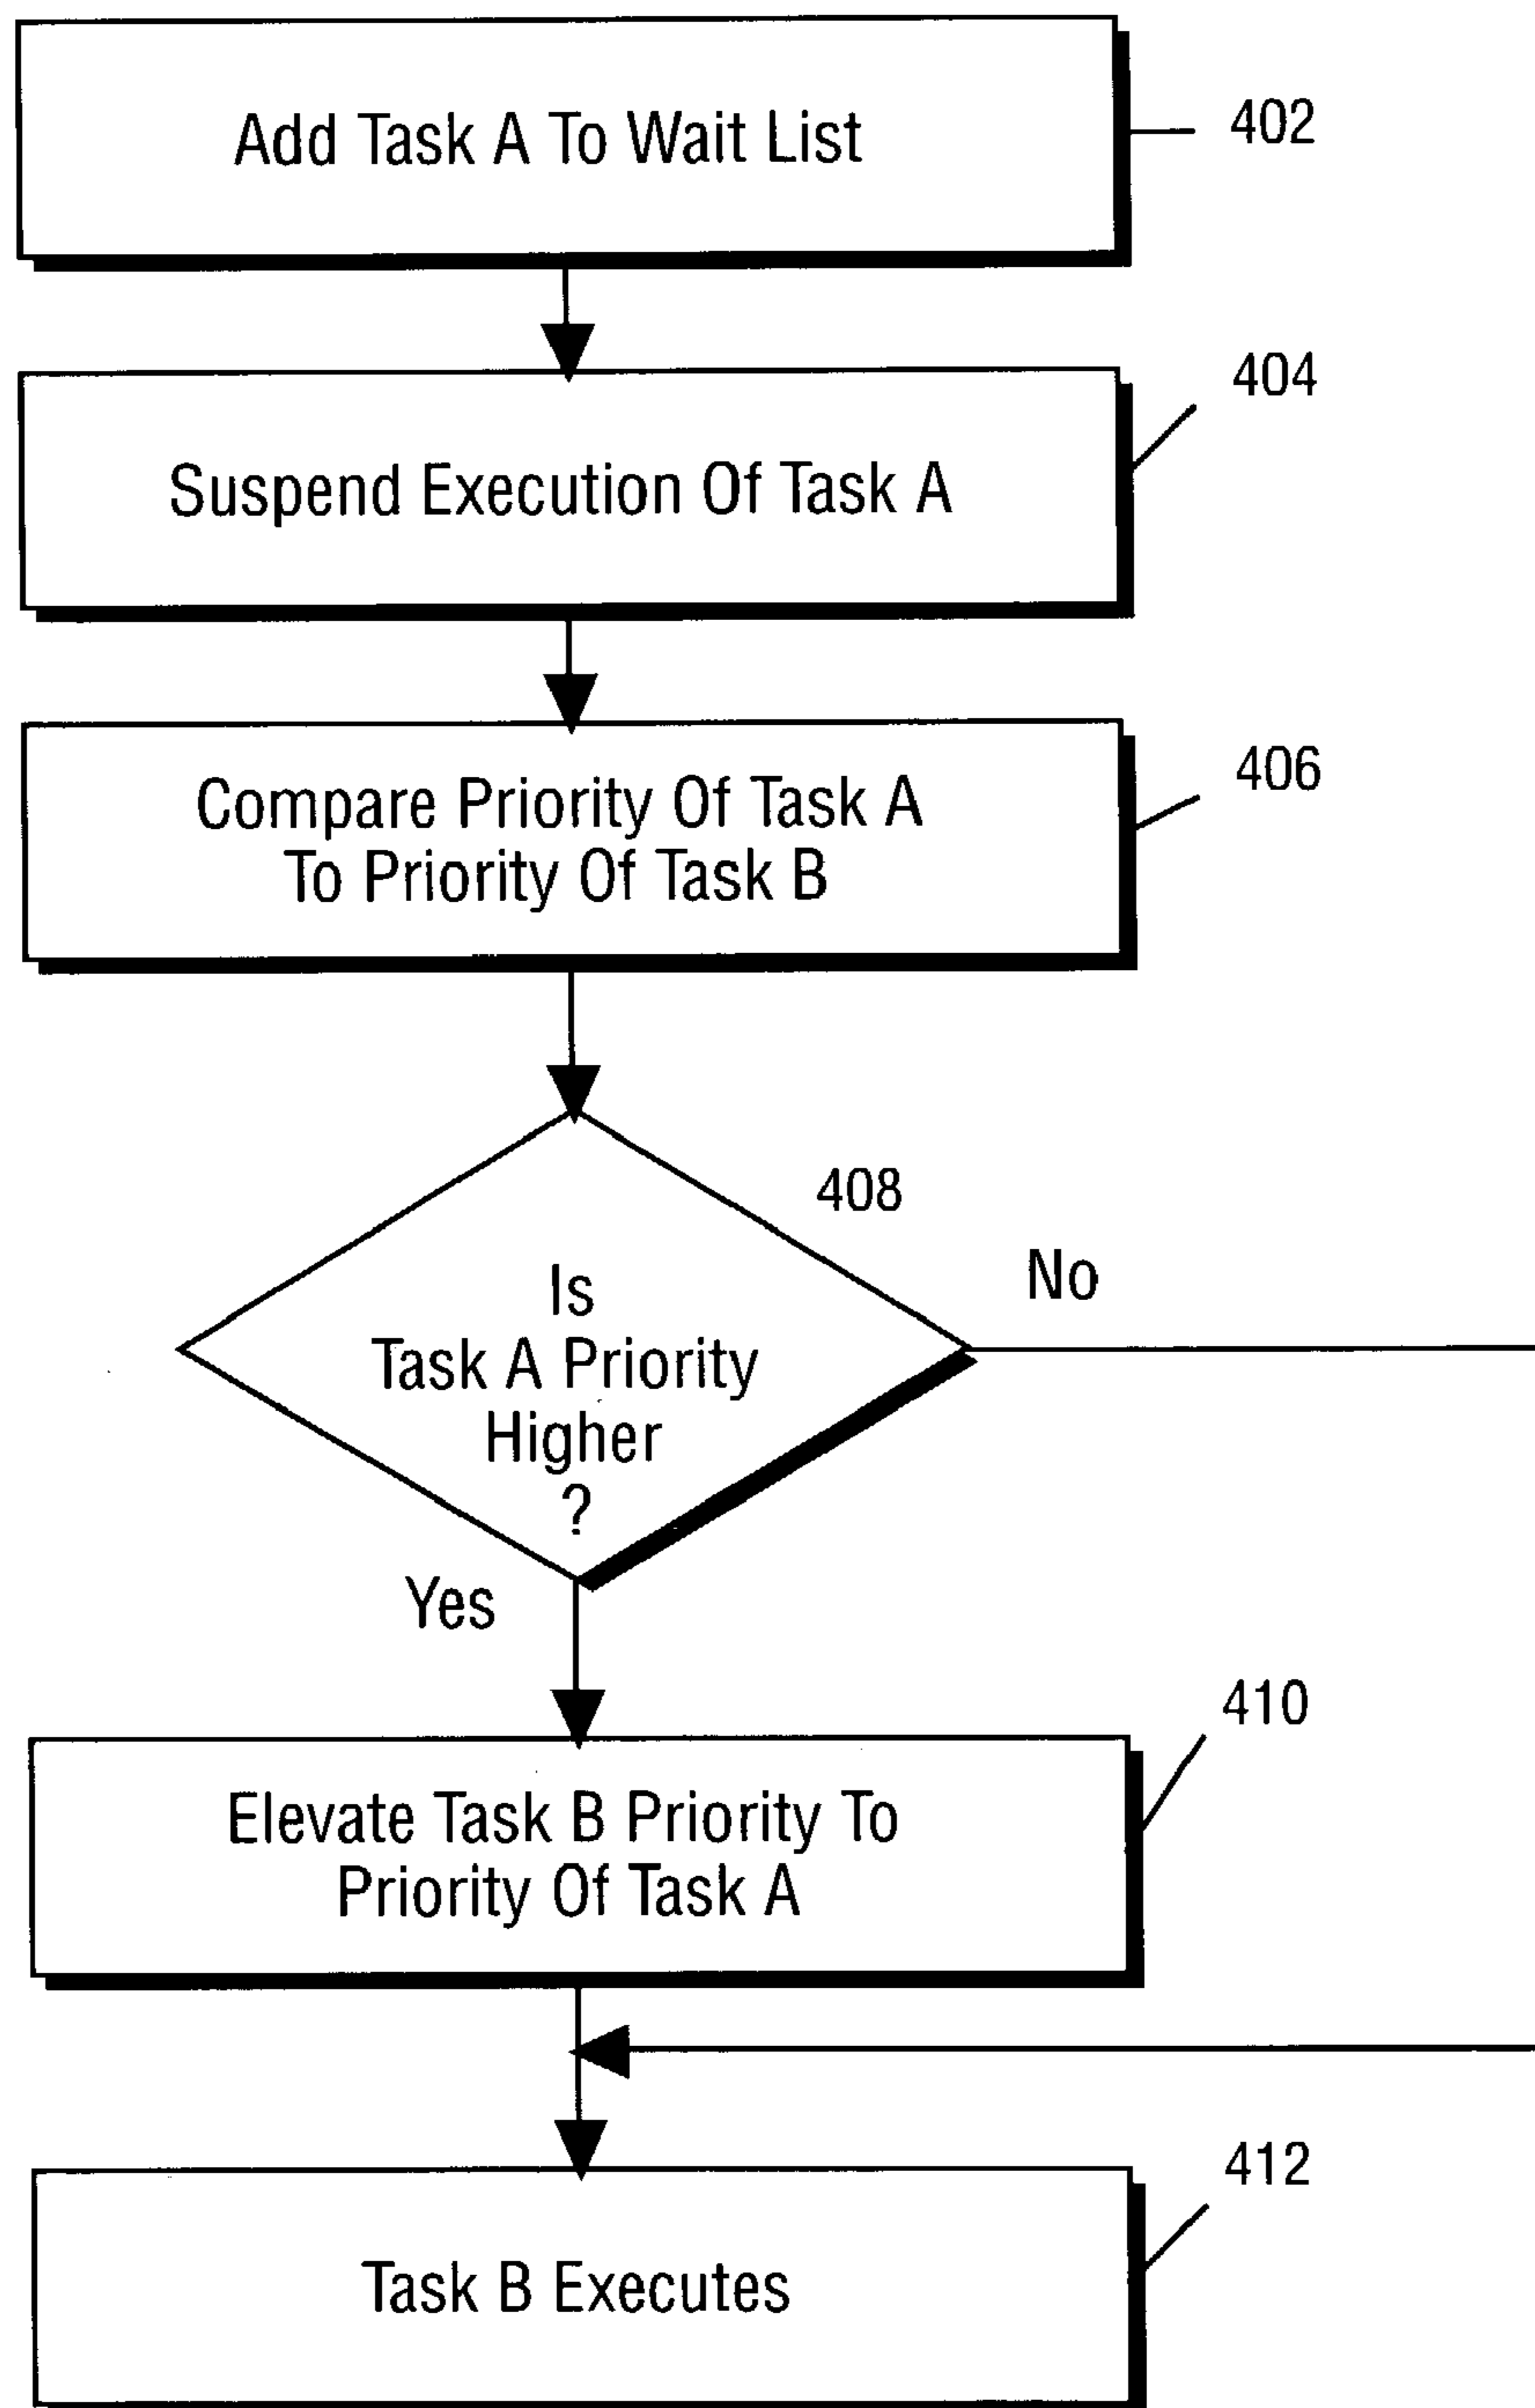 Add Task A To Wait List
402
404
Suspend Execution Of Task A
406
Compare Priority Of Task A
To Priority Of Task B
408
No
Is
Task A Priority
Higher
?
Yes
410
Elevate Task B Priority To
Priority Of Task A
412
Task B Executes